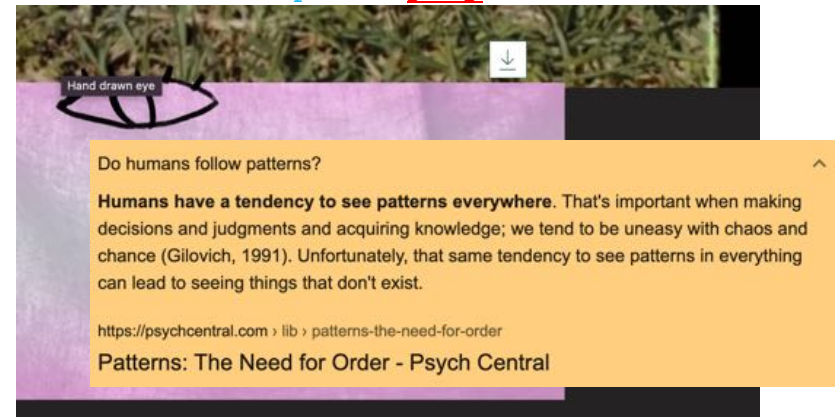 Hand drawn eye
Do humans follow patterns?
Humans have a tendency to see patterns everywhere. That's important when making
decisions and judgments and acquiring knowledge; we tend to be uneasy with chaos and
chance (Gilovich, 1991). Unfortunately, that same tendency to see patterns in everything
can lead to seeing things that don't exist.
https://psychcentral.com › lib › patterns-the-need-for-order
Patterns: The Need for Order - Psych Central